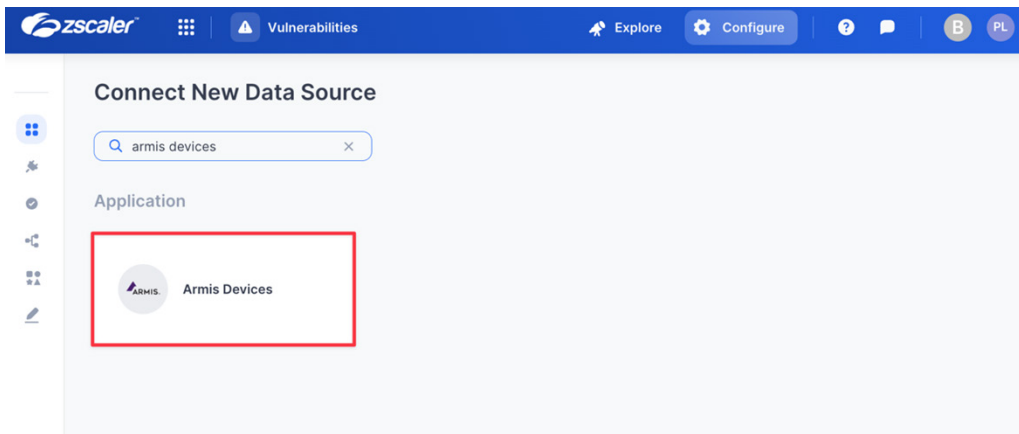 zscaler Vulnerabilities Explore Configure ? B PL
Connect New Data Source
armis devices
Application
ARMIS. Armis Devices